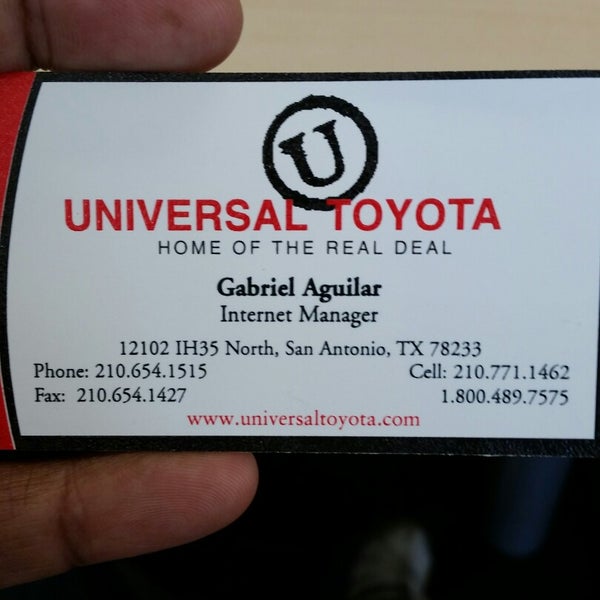 U
UNIVERSAL TOYOTA
HOME OF THE REAL DEAL
Gabriel Aguilar
Internet Manager
12102 IH35 North, San Antonio, TX 78233
Phone: 210.654.1515 Cell: 210.771.1462
Fax: 210.654.1427 1.800.489.7575
www.universaltoyota.com